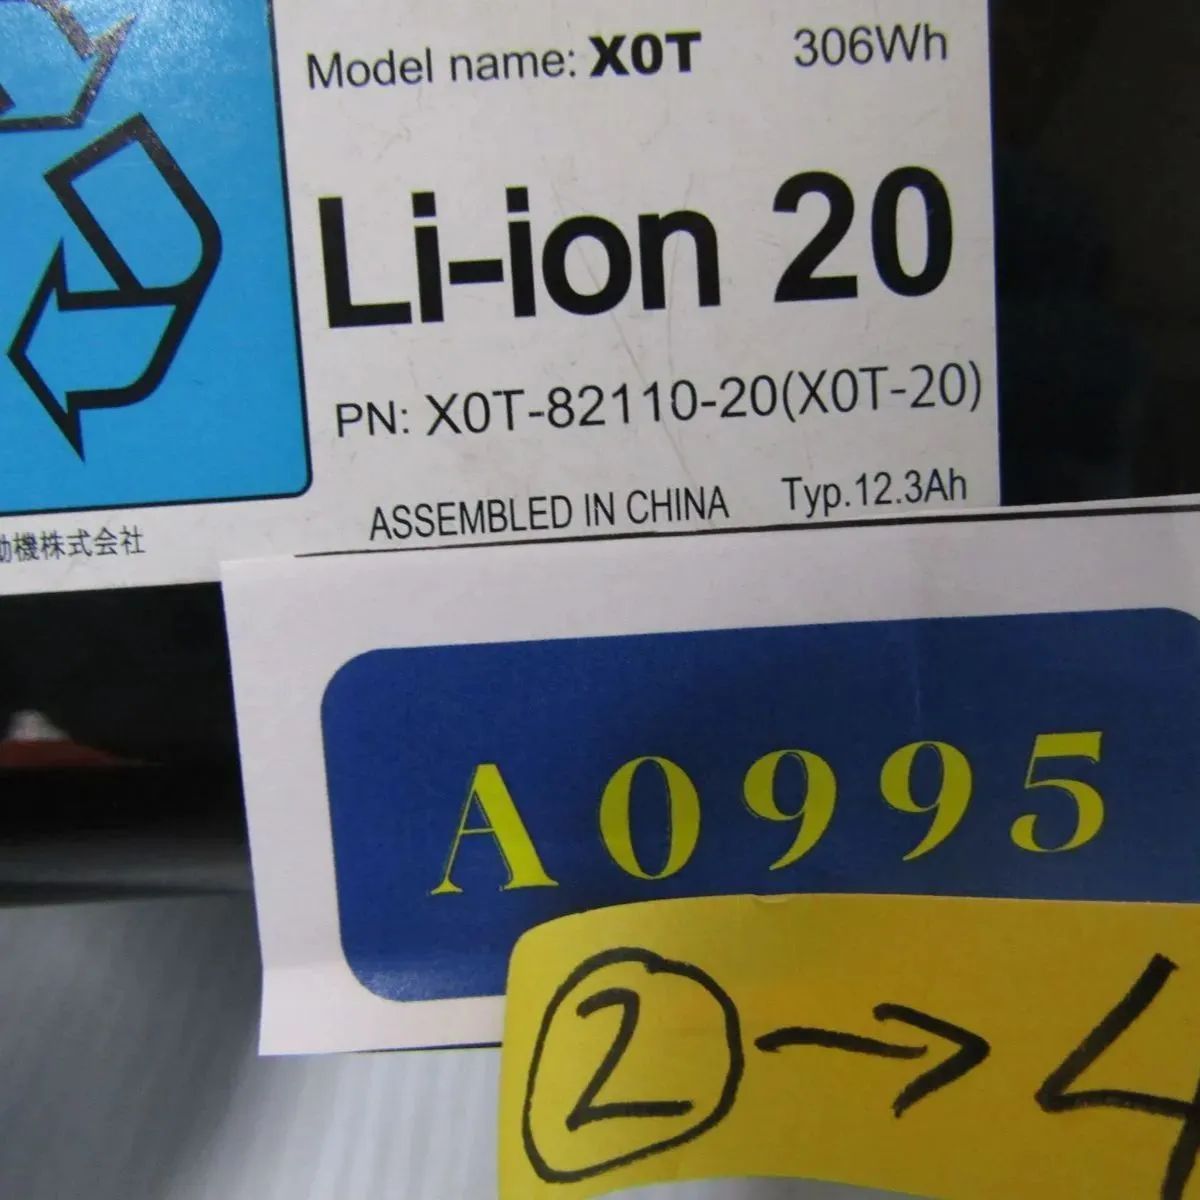 Model name: X0T 306Wh
Li-ion 20
PN: X0T-82110-20(X0T-20)
ASSEMBLED IN CHINA Typ.12.3Ah
動機株式会社
A0995
②→4